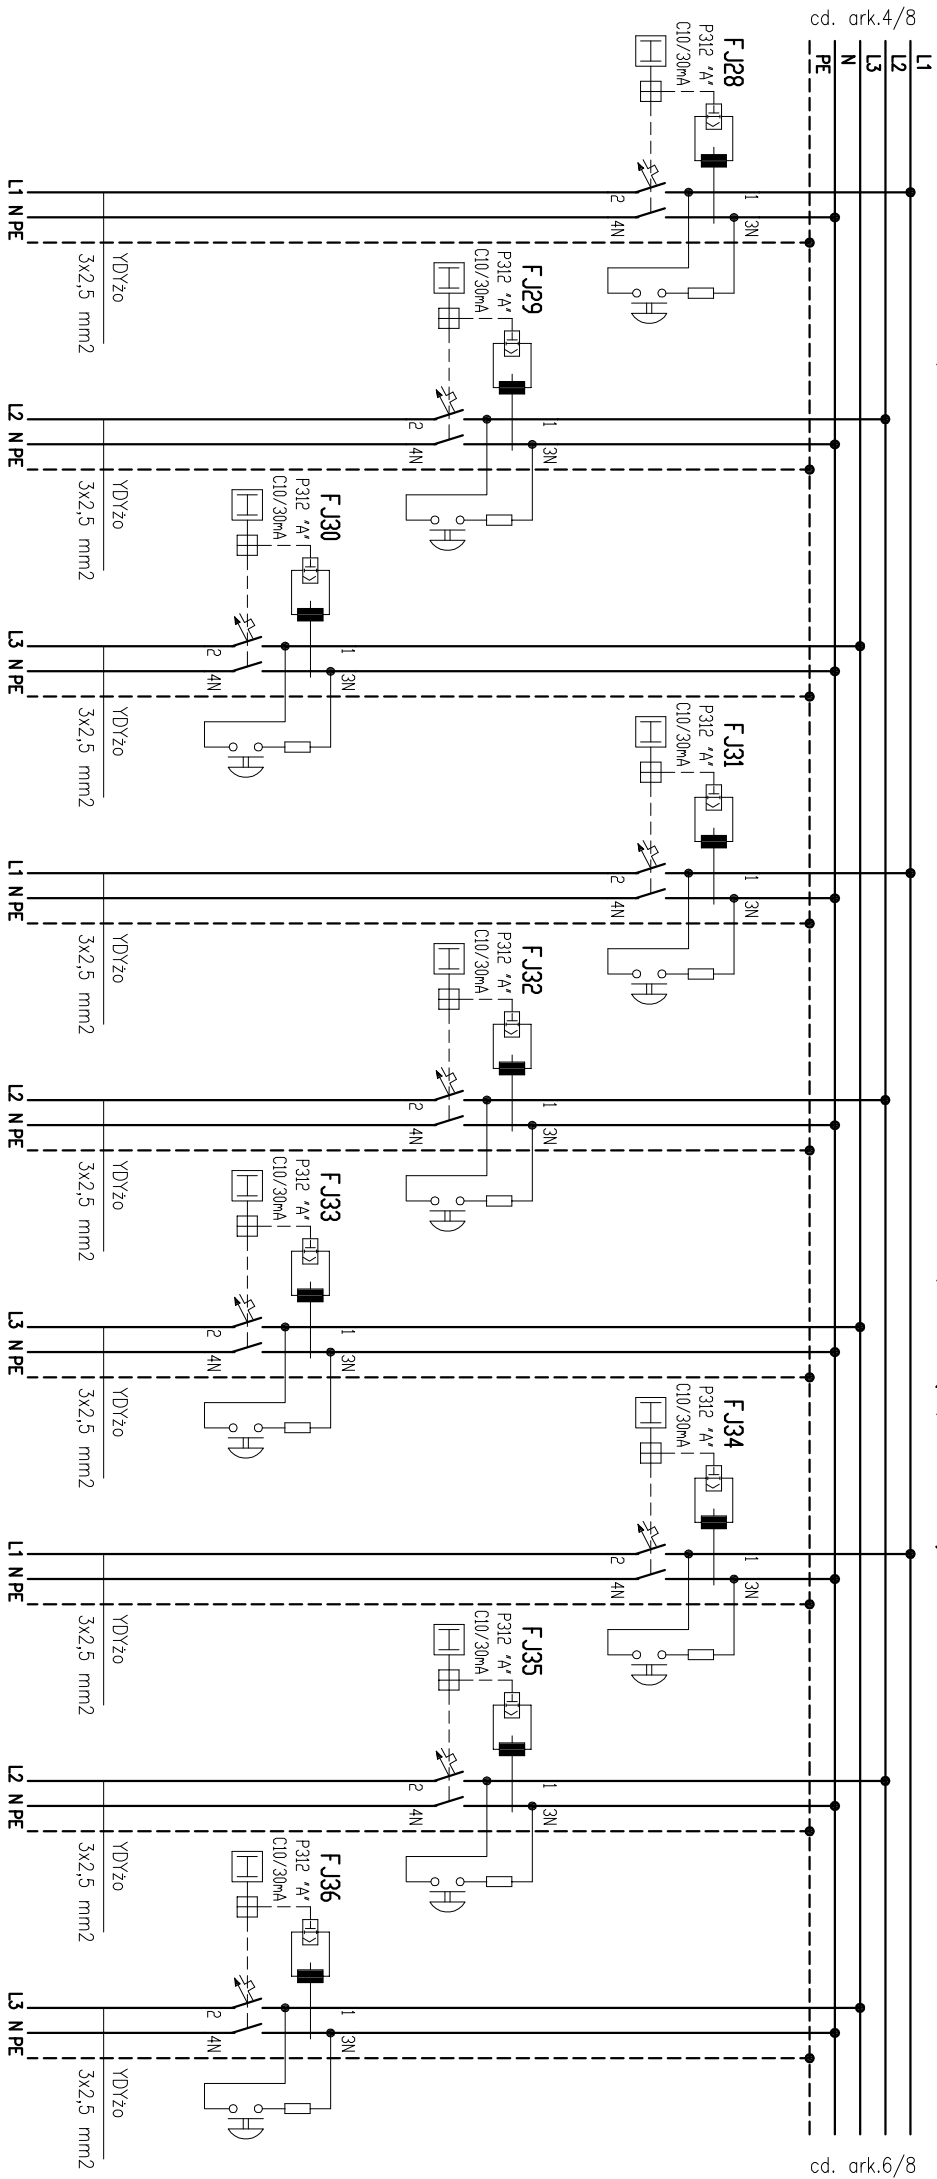 cd. ark.4/8
L1
L2
L3
N
PE
FJ28
P312 "A"
C10/30mA
1
3N
2
4N
L1 N PE
YDYżo
3x2,5 mm2
FJ29
P312 "A"
C10/30mA
1
3N
2
4N
L2 N PE
YDYżo
3x2,5 mm2
FJ30
P312 "A"
C10/30mA
1
3N
2
4N
L3 N PE
YDYżo
3x2,5 mm2
FJ31
P312 "A"
C10/30mA
1
3N
2
4N
L1 N PE
YDYżo
3x2,5 mm2
FJ32
P312 "A"
C10/30mA
1
3N
2
4N
L2 N PE
YDYżo
3x2,5 mm2
FJ33
P312 "A"
C10/30mA
1
3N
2
4N
L3 N PE
YDYżo
3x2,5 mm2
FJ34
P312 "A"
C10/30mA
1
3N
2
4N
L1 N PE
YDYżo
3x2,5 mm2
FJ35
P312 "A"
C10/30mA
1
3N
2
4N
L2 N PE
YDYżo
3x2,5 mm2
FJ36
P312 "A"
C10/30mA
1
3N
2
4N
L3 N PE
YDYżo
3x2,5 mm2
cd. ark.6/8